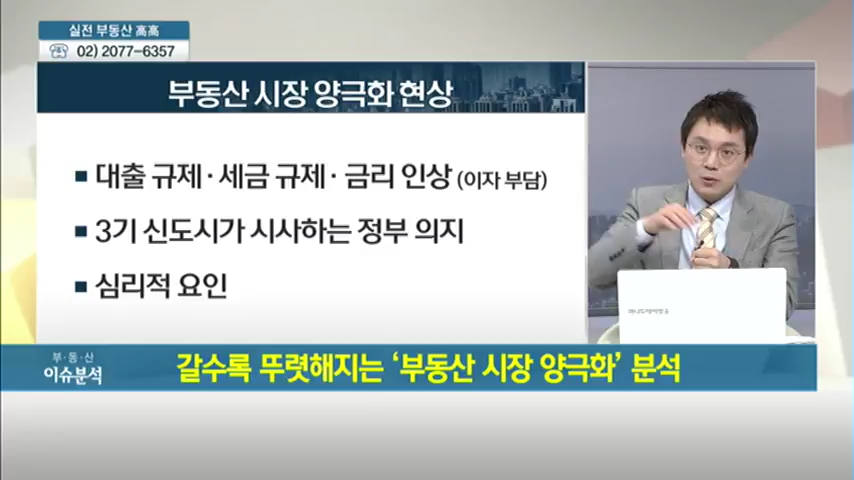 실전 부동산 高高
02) 2077-6357
부동산 시장 양극화 현상
■ 대출 규제· 세금 규제· 금리 인상 (이자 부담)
■ 3기 신도시가 시사하는 정부 의지
■ 심리적 요인
부·동·산
이슈분석
갈수록 뚜렷해지는 ‘부동산 시장 양극화’ 분석